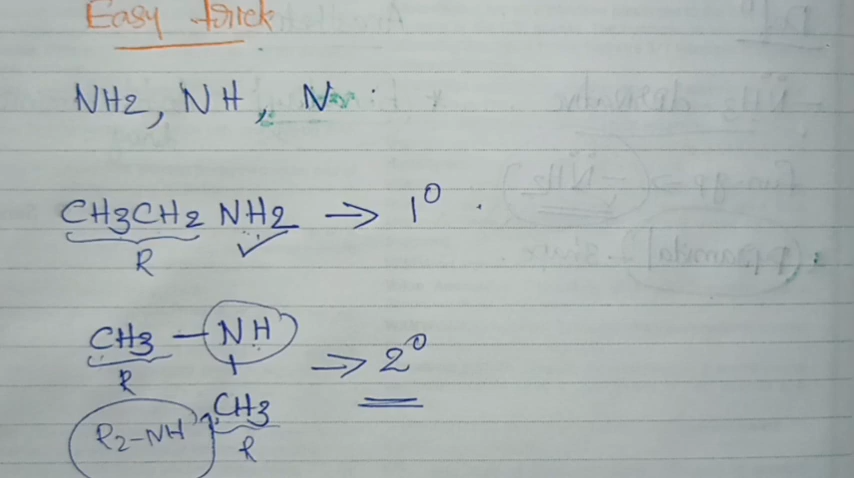 Easy trick
NH2, NH, N
CH3CH2 NH2 → 1°
R
CH3 — NH → 2°
R
CH3
R2-NH
R